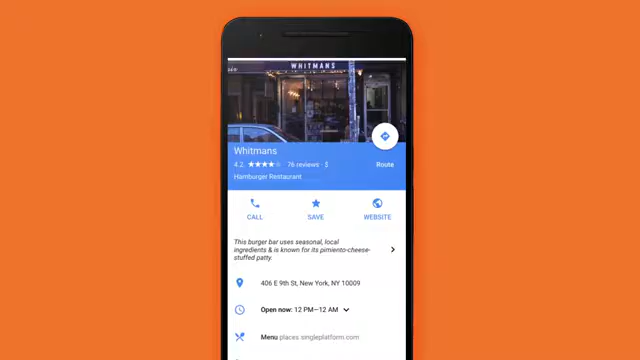 WHITMANS
Whitmans
4.2 ★★★★★ 76 reviews · $
Route
Hamburger Restaurant
CALL
SAVE
WEBSITE
This burger bar uses seasonal, local
ingredients & is known for its pimiento-cheese-
stuffed patty.
406 E 9th St, New York, NY 10009
Open now: 12 PM–12 AM
Menu places.singleplatform.com